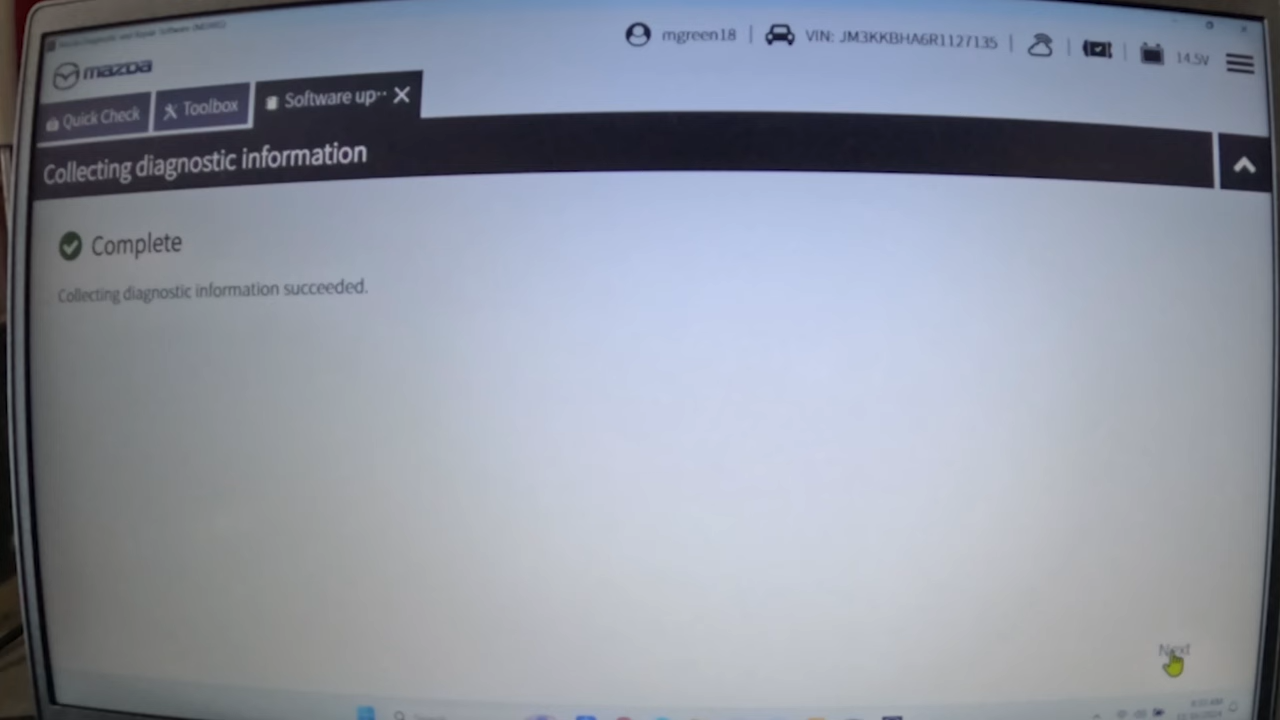 mgreen18 | VIN: JM3KKBHA6R1127135 | 14.5V
mazda
Quick Check Toolbox Software up··
Collecting diagnostic information
Complete
Collecting diagnostic information succeeded.
Next